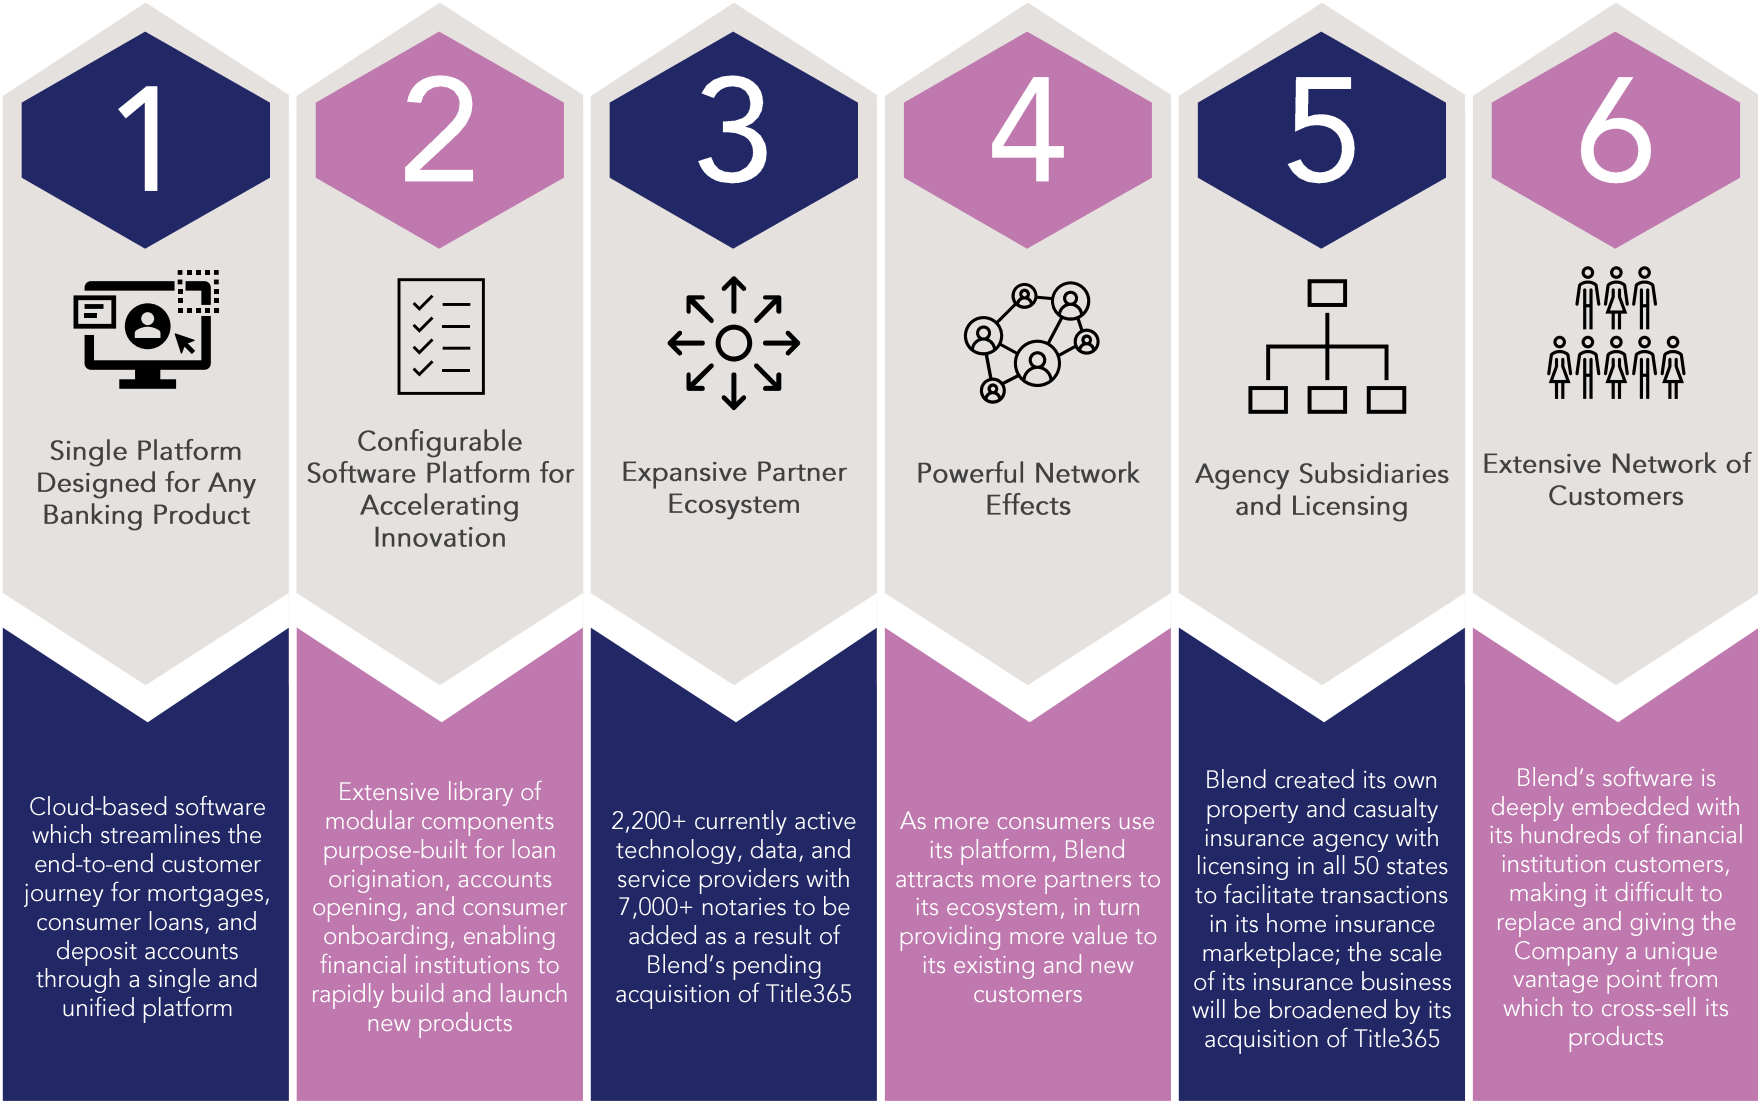 1
Single Platform
Designed for Any
Banking Product
Cloud-based software
which streamlines the
end-to-end customer
journey for mortgages,
consumer loans, and
deposit accounts
through a single and
unified platform
2
Configurable
Software Platform for
Accelerating
Innovation
Extensive library of
modular components
purpose-built for loan
origination, accounts
opening, and consumer
onboarding, enabling
financial institutions to
rapidly build and launch
new products
3
Expansive Partner
Ecosystem
2,200+ currently active
technology, data, and
service providers with
7,000+ notaries to be
added as a result of
Blend's pending
acquisition of Title365
4
Powerful Network
Effects
As more consumers use
its platform, Blend
attracts more partners to
its ecosystem, in turn
providing more value to
its existing and new
customers
5
Agency Subsidiaries
and Licensing
Blend created its own
property and casualty
insurance agency with
licensing in all 50 states
to facilitate transactions
in its home insurance
marketplace; the scale
of its insurance business
will be broadened by its
acquisition of Title365
6
Extensive Network of
Customers
Blend's software is
deeply embedded with
its hundreds of financial
institution customers,
making it difficult to
replace and giving the
Company a unique
vantage point from
which to cross-sell its
products